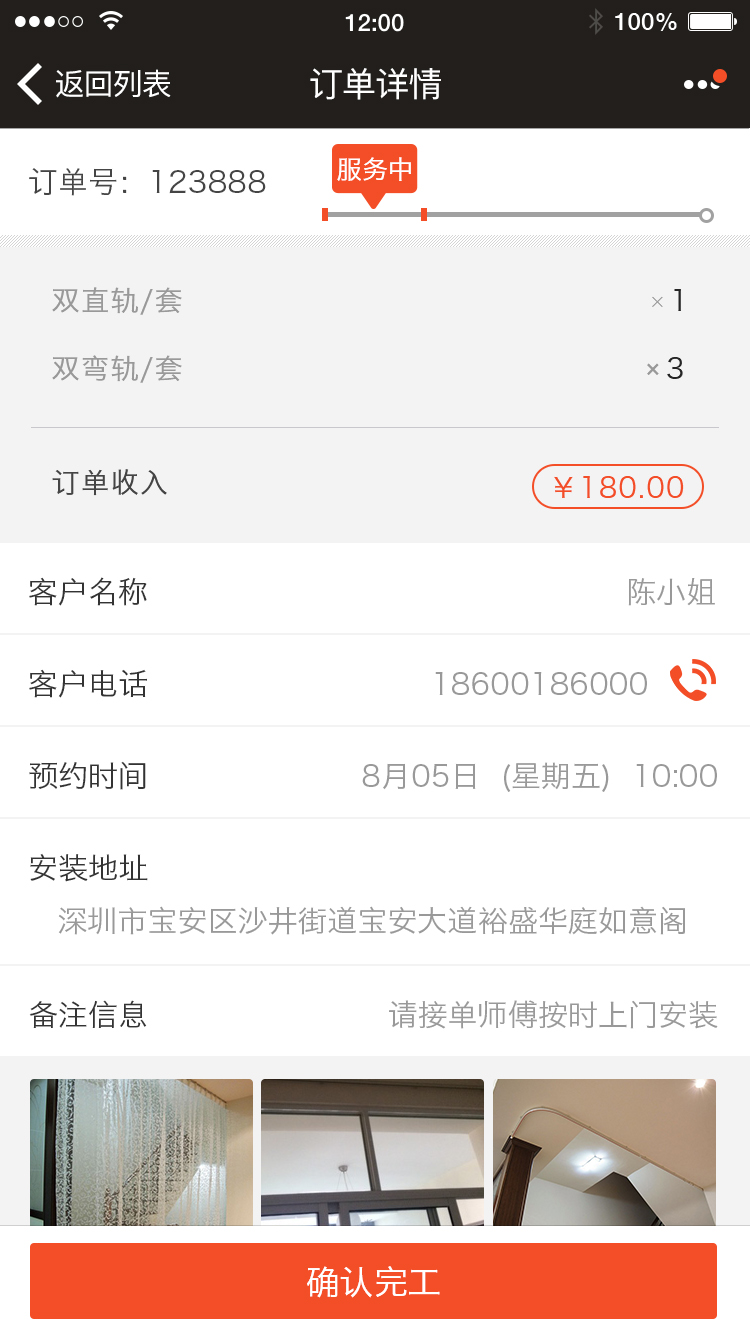 12:00
100%
返回列表
订单详情
订单号：123888
服务中
双直轨/套 × 1
双弯轨/套 × 3
订单收入 ¥180.00
客户名称 陈小姐
客户电话 18600186000
预约时间 8月05日 (星期五) 10:00
安装地址
深圳市宝安区沙井街道宝安大道裕盛华庭如意阁
备注信息 请接单师傅按时上门安装
确认完工